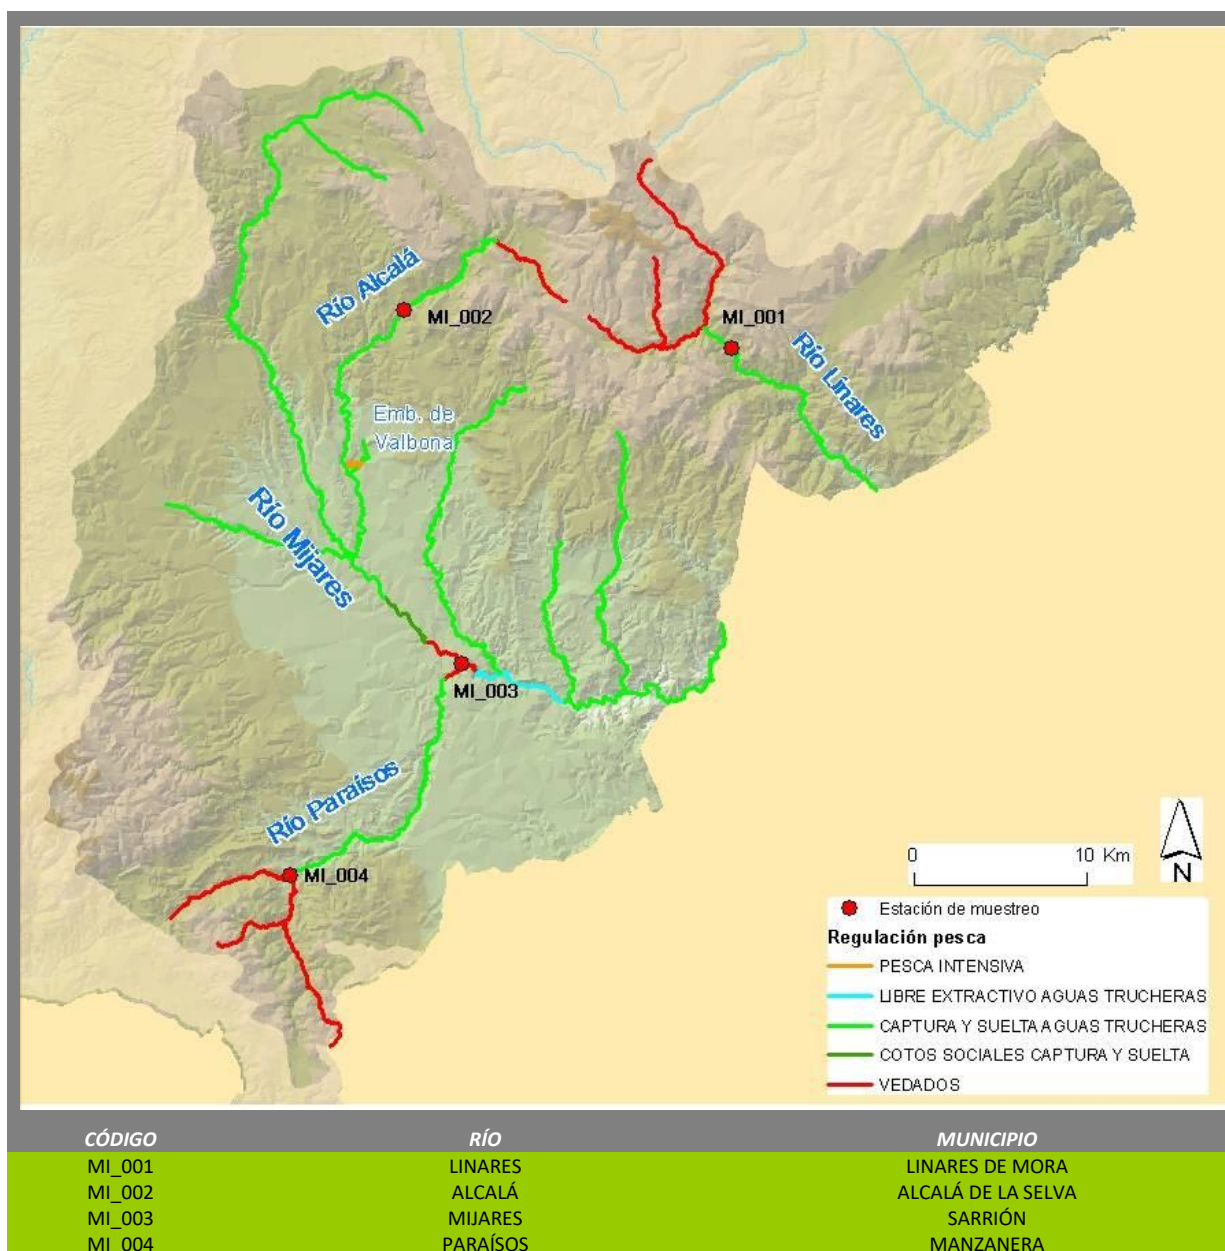 Río Alcalá
MI_002
MI_001
Río Linares
Emb. de
Valbona
Río Mijares
MI_003
Río Paraísos
MI_004
0 10 Km
N
Estación de muestreo
Regulación pesca
PESCA INTENSIVA
LIBRE EXTRACTIVO AGUAS TRUCHERAS
CAPTURA Y SUELTA AGUAS TRUCHERAS
COTOS SOCIALES CAPTURA Y SUELTA
VEDADOS
CÓDIGO RÍO MUNICIPIO
MI_001 LINARES LINARES DE MORA
MI_002 ALCALÁ ALCALÁ DE LA SELVA
MI_003 MIJARES SARRIÓN
MI_004 PARAÍSOS MANZANERA